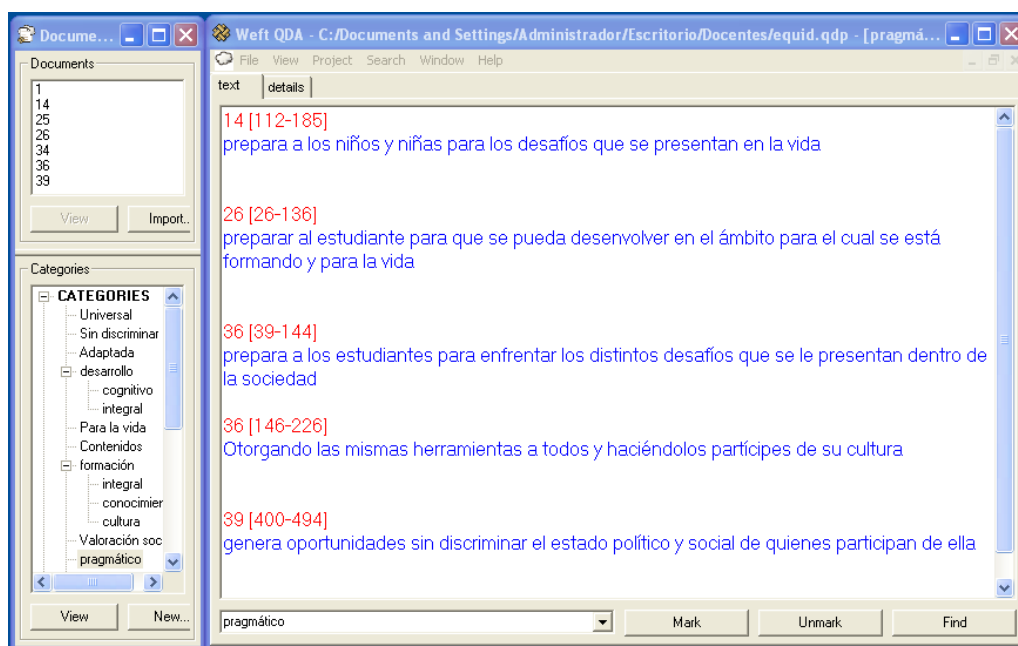 Docume...
Documents
1
14
25
26
34
36
39
View
Import..
Categories
CATEGORIES
Universal
Sin discriminar
Adaptada
desarrollo
cognitivo
integral
Para la vida
Contenidos
formación
integral
conocimier
cultura
Valoración soc
pragmático
View
New...
Weft QDA - C:/Documents and Settings/Administrador/Escritorio/Docentes/equid.qdp - [pragmá...
File View Project Search Window Help
text details
14 [112-185]
prepara a los niños y niñas para los desafíos que se presentan en la vida
26 [26-136]
preparar al estudiante para que se pueda desenvolver en el ámbito para el cual se está
formando y para la vida
36 [39-144]
prepara a los estudiantes para enfrentar los distintos desafíos que se le presentan dentro de
la sociedad
36 [146-226]
Otorgando las mismas herramientas a todos y haciéndolos partícipes de su cultura
39 [400-494]
genera oportunidades sin discriminar el estado político y social de quienes participan de ella
pragmático
Mark
Unmark
Find